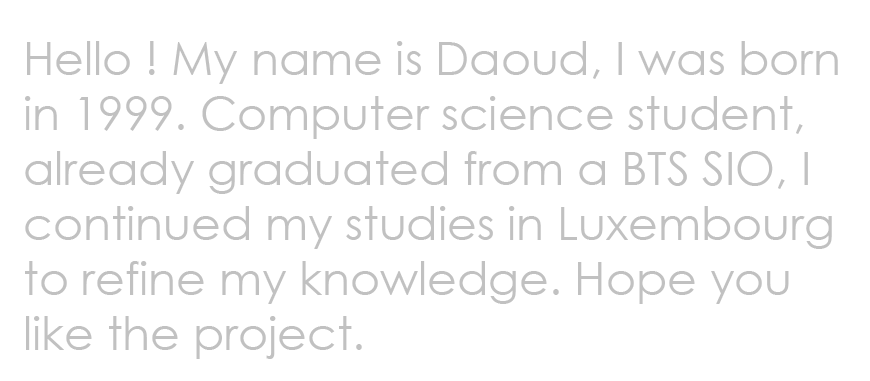 Hello ! My name is Daoud, I was born
in 1999. Computer science student,
already graduated from a BTS SIO, I
continued my studies in Luxembourg
to refine my knowledge. Hope you
like the project.